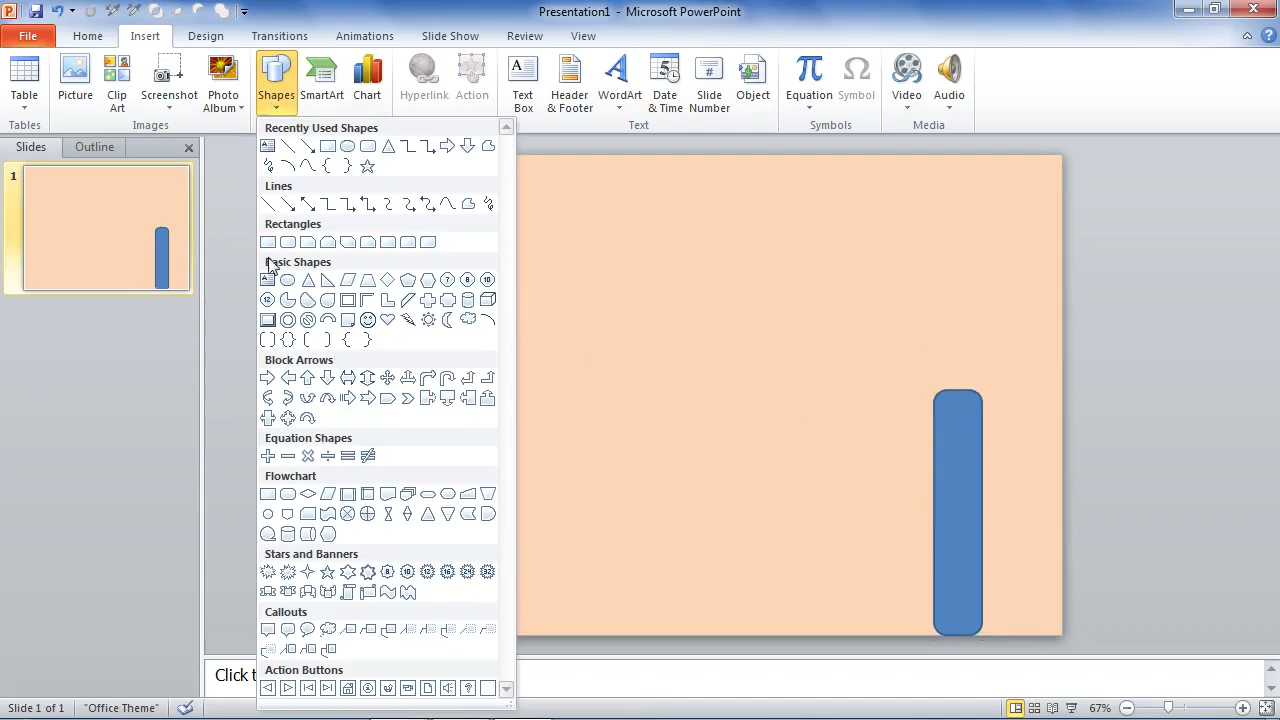 Presentation1 - Microsoft PowerPoint
File Home Insert Design Transitions Animations Slide Show Review View
Table Picture Clip Art Screenshot Photo Album Shapes SmartArt Chart Hyperlink Action Text Box Header & Footer WordArt Date & Time Slide Number Object Equation Symbol Video Audio
Tables Images Text Symbols Media
Slides Outline
1
Recently Used Shapes
Lines
Rectangles
Basic Shapes
Block Arrows
Equation Shapes
Flowchart
Stars and Banners
Callouts
Action Buttons
Click t
Slide 1 of 1 "Office Theme" 67%